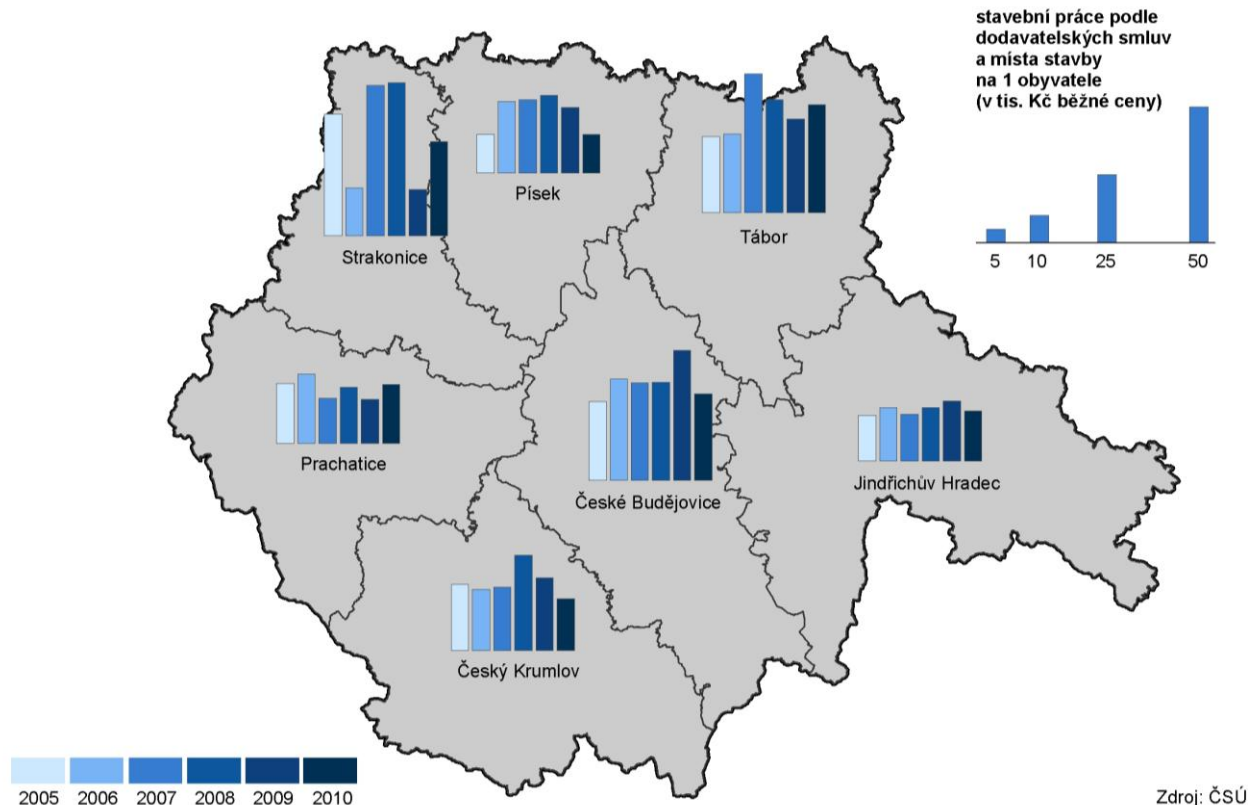 stavební práce podle
dodavatelských smluv
a místa stavby
na 1 obyvatele
(v tis. Kč běžné ceny)
5 10 25 50
Písek
Tábor
Strakonice
Prachatice
České Budějovice
Jindřichův Hradec
Český Krumlov
2005 2006 2007 2008 2009 2010
Zdroj: ČSÚ